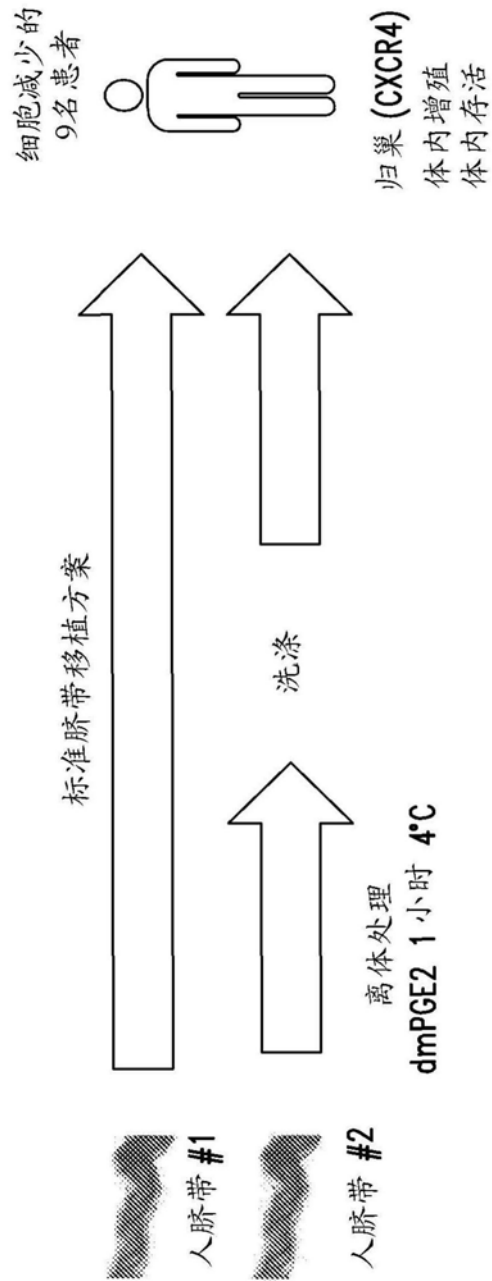 细胞减少的
9名患者
标准脐带移植方案
人脐带 #1
洗涤
离体处理
dmPGE2 1 小时 4°C
人脐带 #2
归巢 (CXCR4)
体内增殖
体内存活